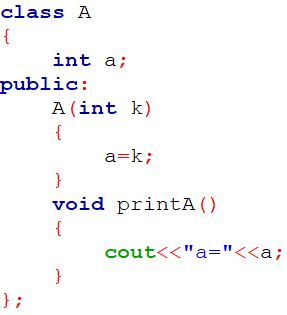 class A
{
    int a;
public:
    A(int k)
    {
        a=k;
    }
    void printA()
    {
        cout<<"a="<<a;
    }
};